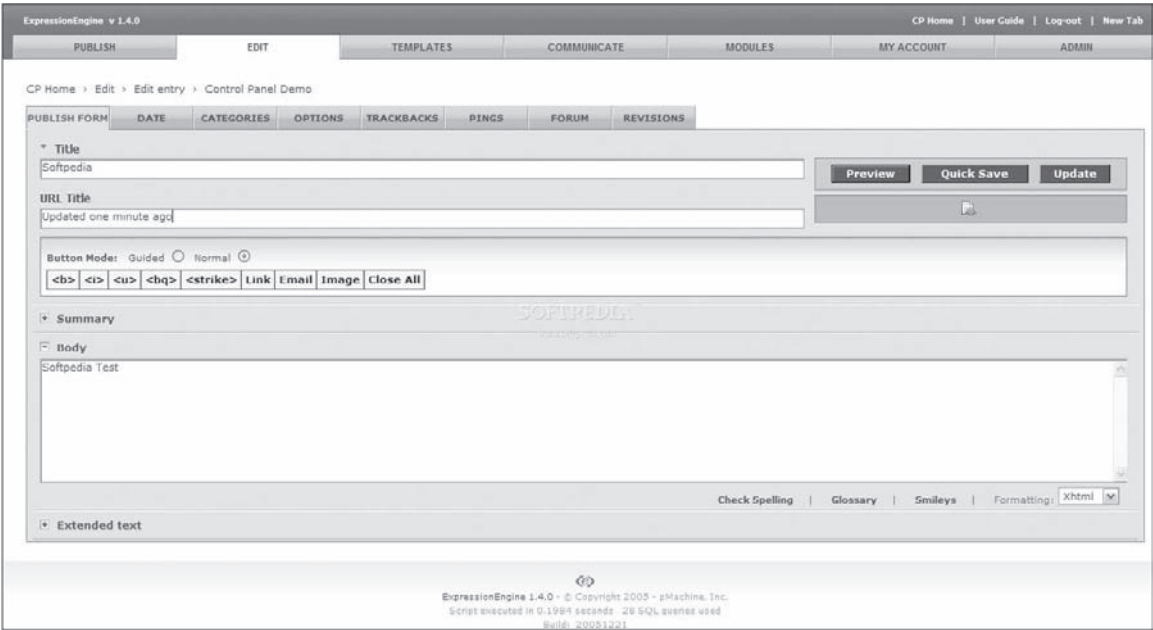 ExpressionEngine v 1.4.0
CP Home | User Guide | Log-out | New Tab
PUBLISH EDIT TEMPLATES COMMUNICATE MODULES MY ACCOUNT ADMIN
CP Home > Edit > Edit entry > Control Panel Demo
PUBLISH FORM DATE CATEGORIES OPTIONS TRACKBACKS PINGS FORUM REVISIONS
* Title
Softpedia
Preview Quick Save Update
URL Title
Updated one minute ago
Button Mode: Guided Normal
<b> <i> <u> <bq> <strike> Link Email Image Close All
SOFTPEDIA
Summary
Body
Softpedia Test
Check Spelling | Glossary | Smileys | Formatting: Xhtml
Extended text
ExpressionEngine 1.4.0 - © Copyright 2005 - pMachine, Inc.
Script executed in 0.1984 seconds 28 SQL queries used
Build: 20051221